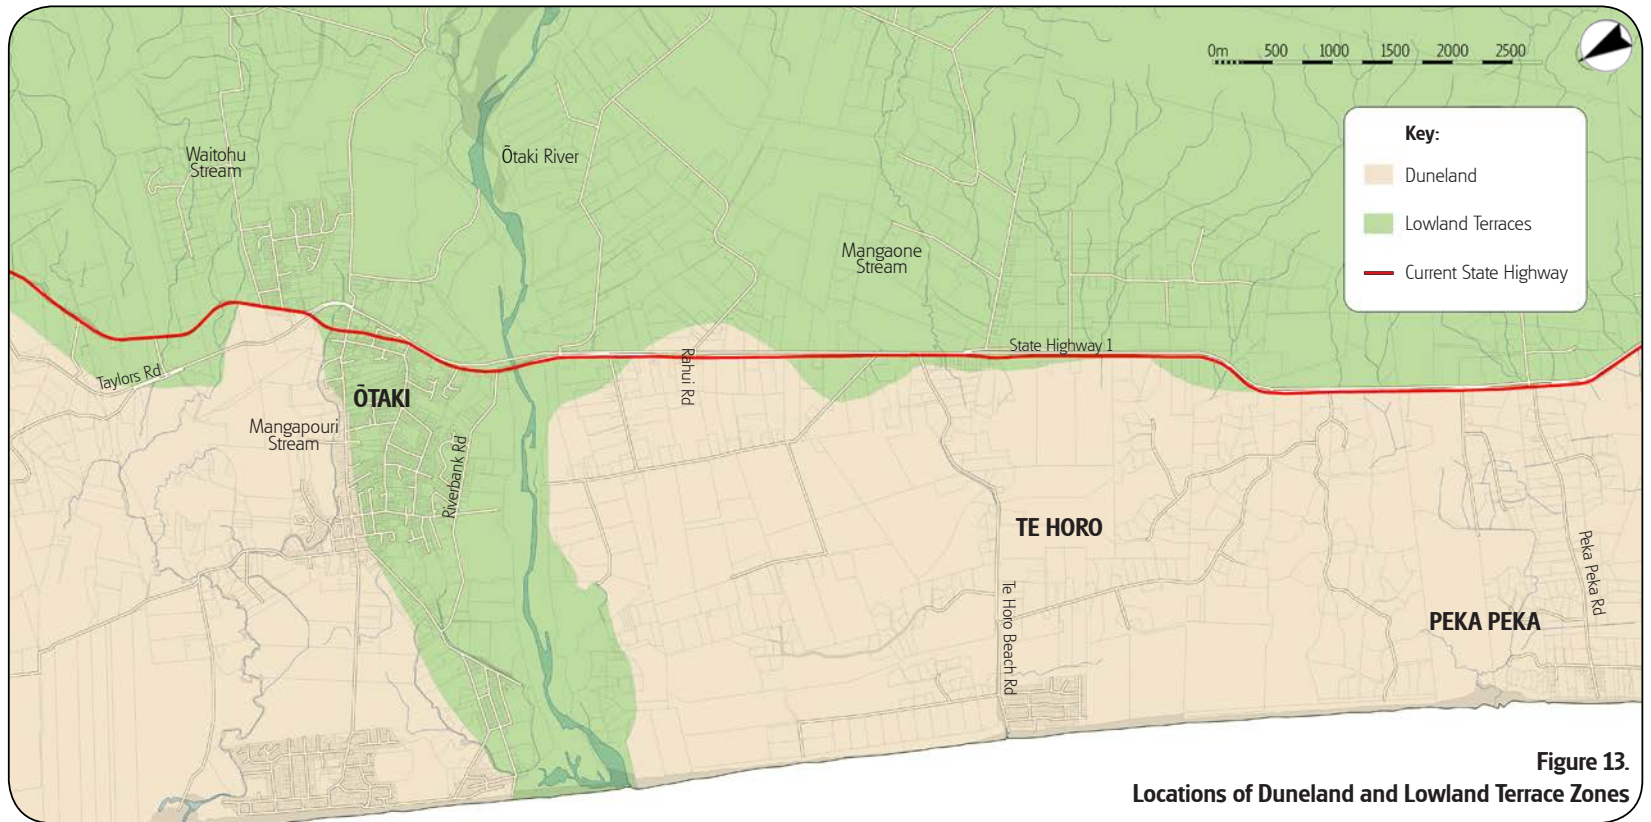 0m 500 1000 1500 2000 2500
Key:
Duneland
Lowland Terraces
Current State Highway
Waitohu
Stream
Ōtaki River
Mangaone
Stream
State Highway 1
Taylors Rd
Rahui Rd
ŌTAKI
Mangapouri
Stream
Riverbank Rd
TE HORO
Te Horo Beach Rd
Peka Peka Rd
PEKA PEKA
Figure 13.
Locations of Duneland and Lowland Terrace Zones